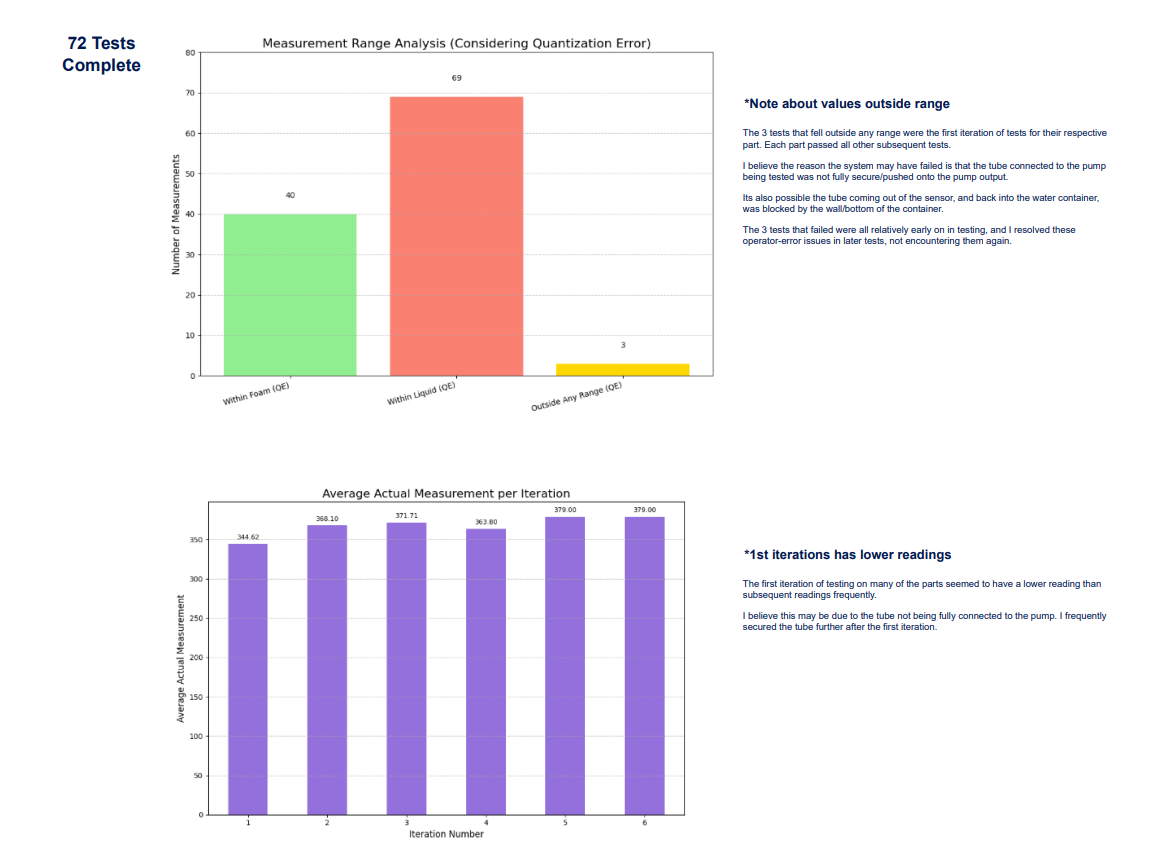 72 Tests
Complete
Measurement Range Analysis (Considering Quantization Error)
80
70
60
50
40
30
20
10
0
Number of Measurements
40
69
3
Within Foam (QE)
Within Liquid (QE)
Outside Any Range (QE)
*Note about values outside range
The 3 tests that fell outside any range were the first iteration of tests for their respective
part. Each part passed all other subsequent tests.
I believe the reason the system may have failed is that the tube connected to the pump
being tested was not fully secure/pushed onto the pump output.
Its also possible the tube coming out of the sensor, and back into the water container,
was blocked by the wall/bottom of the container.
The 3 tests that failed were all relatively early on in testing, and I resolved these
operator-error issues in later tests, not encountering them again.
Average Actual Measurement per Iteration
350
300
250
200
150
100
50
0
Average Actual Measurement
344.62
368.10
371.71
363.80
379.00
379.00
1
2
3
4
5
6
Iteration Number
*1st iterations has lower readings
The first iteration of testing on many of the parts seemed to have a lower reading than
subsequent readings frequently.
I believe this may be due to the tube not being fully connected to the pump. I frequently
secured the tube further after the first iteration.